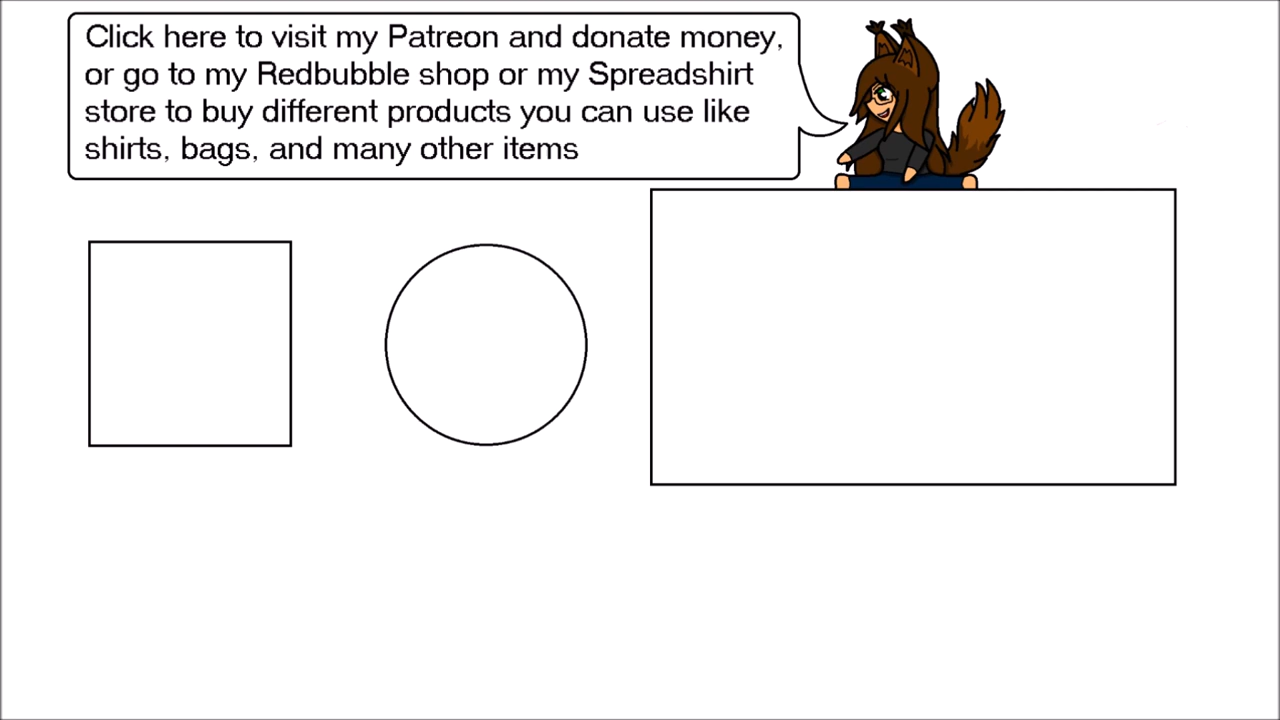 Click here to visit my Patreon and donate money,
or go to my Redbubble shop or my Spreadshirt
store to buy different products you can use like
shirts, bags, and many other items